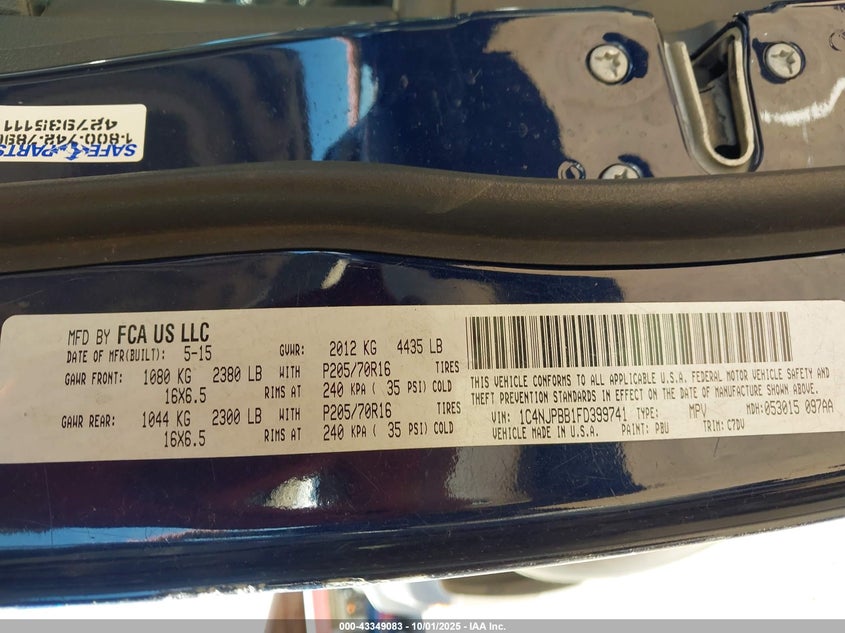 SAFE-T-PARTS
1-800-742-789
427935111
MFD BY FCA US LLC
DATE OF MFR(BUILT): 5-15 GVWR: 2012 KG 4435 LB
GAWR FRONT: 1080 KG 2380 LB WITH P205/70R16 TIRES
16X6.5 RIMS AT 240 KPA ( 35 PSI) COLD
GAWR REAR: 1044 KG 2300 LB WITH P205/70R16 TIRES
16X6.5 RIMS AT 240 KPA ( 35 PSI) COLD
THIS VEHICLE CONFORMS TO ALL APPLICABLE U.S.A. FEDERAL MOTOR VEHICLE SAFETY AND
THEFT PREVENTION STANDARDS IN EFFECT ON THE DATE OF MANUFACTURE SHOWN ABOVE.
VIN: 1C4NJPBB1FD399741 TYPE: MPV MDH: 053015 097AA
VEHICLE MADE IN U.S.A. PAINT: PBU TRIM: C7DV
000-43349083 - 10/01/2025 - IAA Inc.